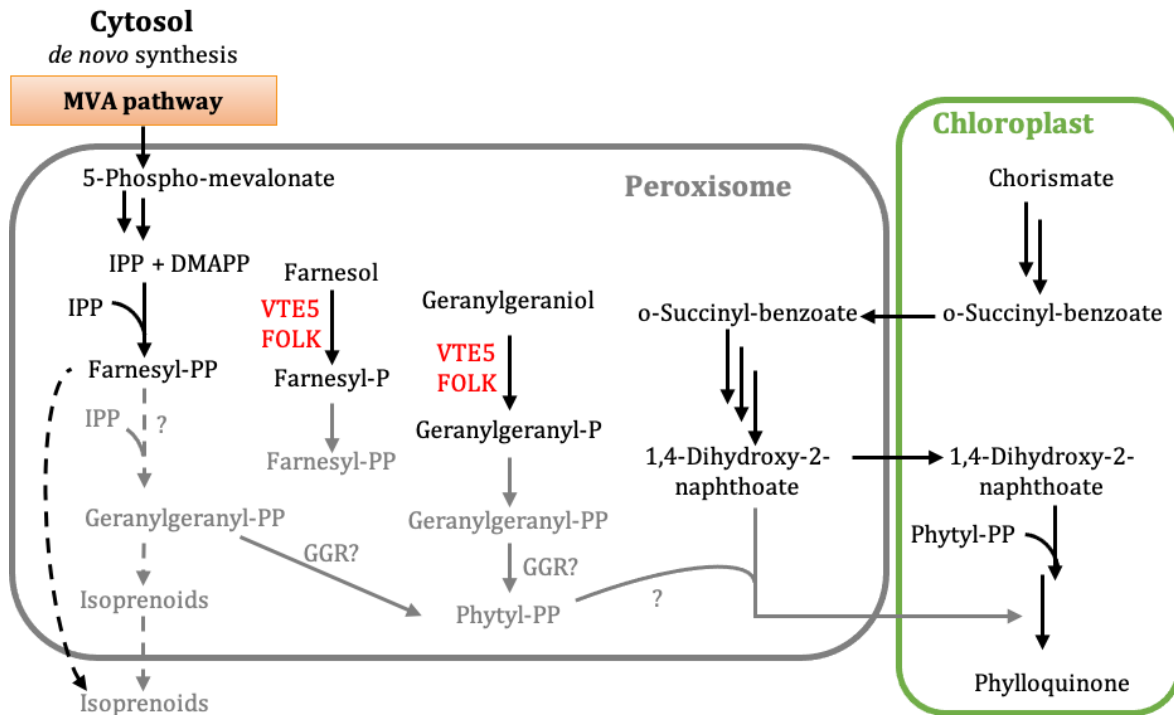 Cytosol
de novo synthesis
MVA pathway
Chloroplast
Peroxisome
5-Phospho-mevalonate
Chorismate
IPP + DMAPP
Farnesol
IPP
VTE5
FOLK
Geranylgeraniol
o-Succinyl-benzoate
o-Succinyl-benzoate
Farnesyl-PP
Farnesyl-P
VTE5
FOLK
IPP
?
Geranylgeranyl-P
Farnesyl-PP
1,4-Dihydroxy-2-
naphthoate
1,4-Dihydroxy-2-
naphthoate
Geranylgeranyl-PP
Geranylgeranyl-PP
Phytyl-PP
GGR?
GGR?
Isoprenoids
Phytyl-PP
?
Phylloquinone
Isoprenoids